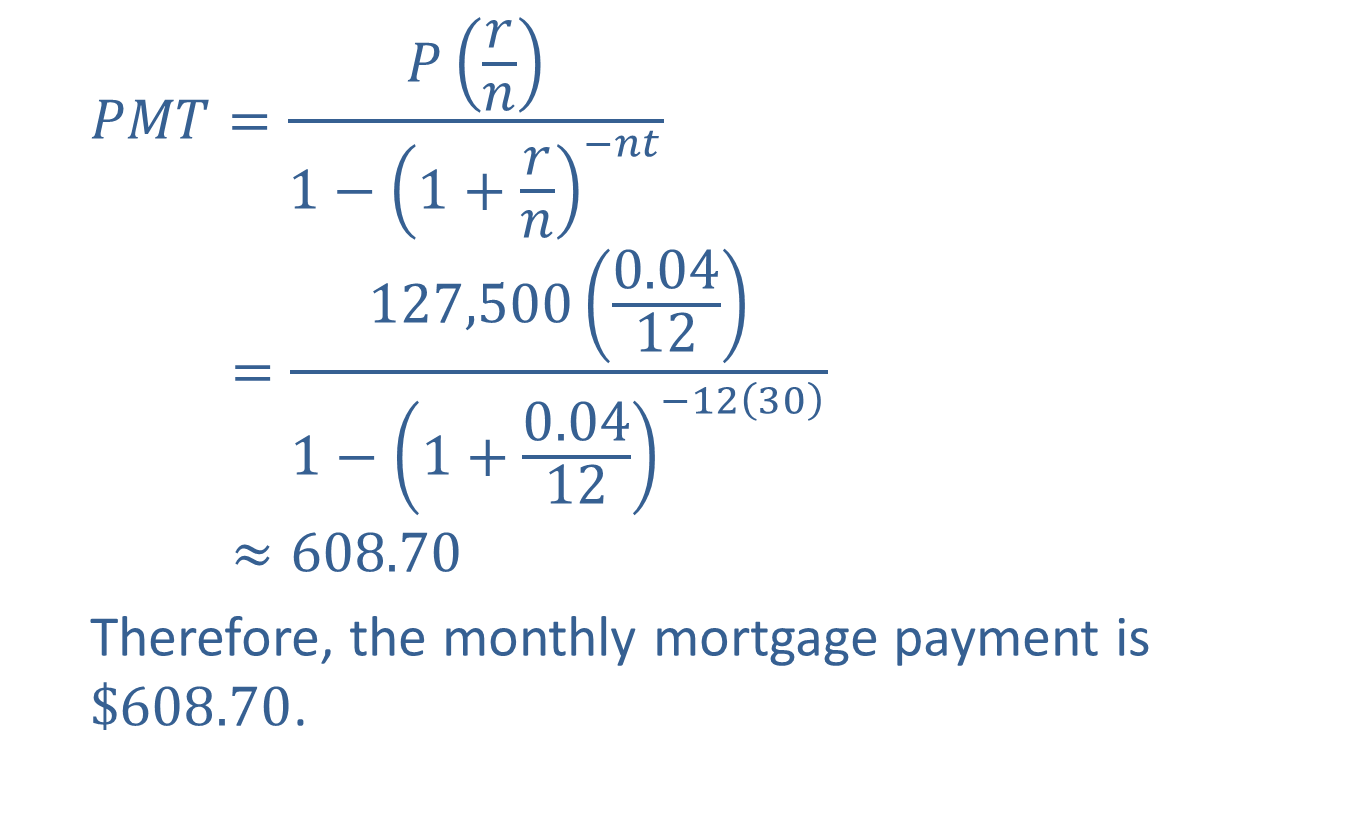 PMT = P(r/n) / 1 − (1 + r/n)^−nt
= 127,500(0.04/12) / 1 − (1 + 0.04/12)^−12(30)
≈ 608.70
Therefore, the monthly mortgage payment is
$608.70.